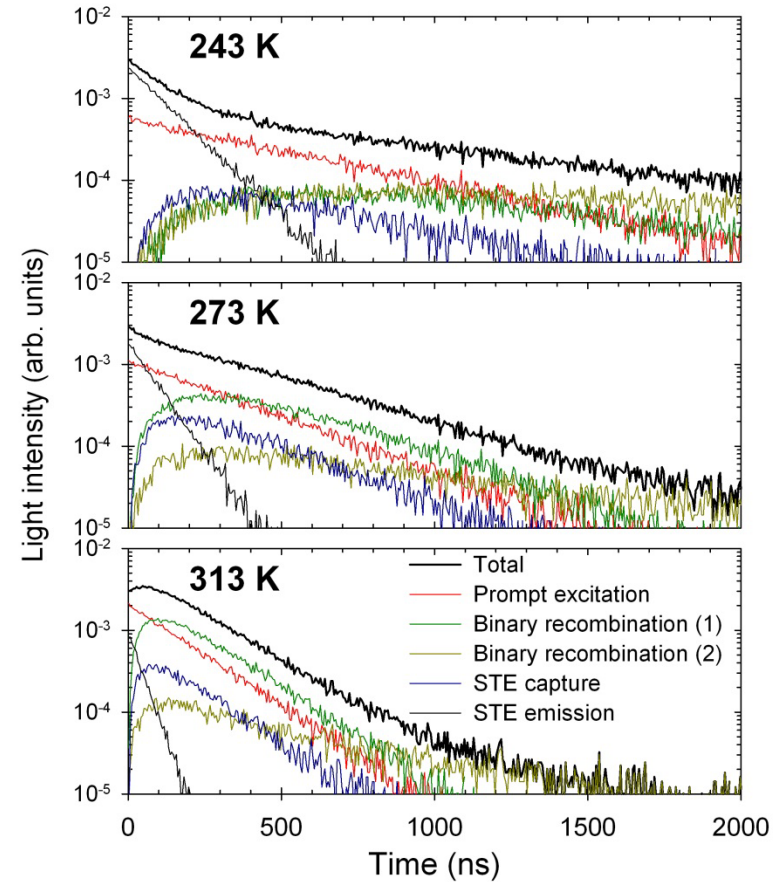 Light intensity (arb. units)
10-2
243 K
10-3
10-4
10-5
10-2
273 K
10-3
10-4
10-5
10-2
313 K
Total
Prompt excitation
10-3
Binary recombination (1)
Binary recombination (2)
STE capture
10-4
STE emission
10-5
0 500 1000 1500 2000
Time (ns)